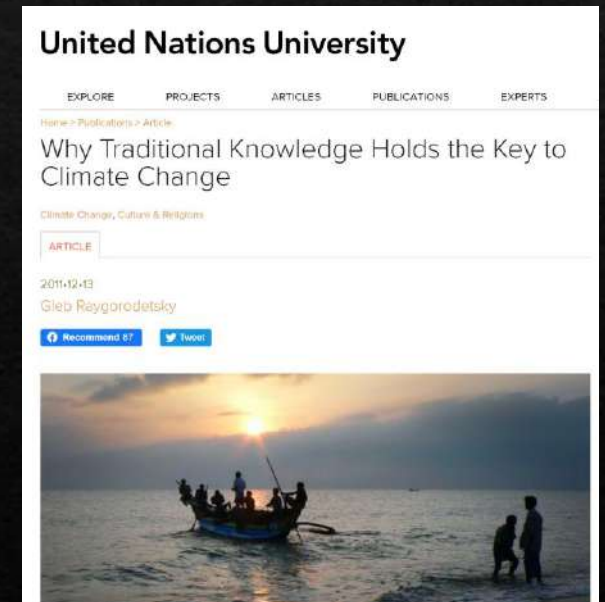 United Nations University
EXPLORE PROJECTS ARTICLES PUBLICATIONS EXPERTS
Home > Publications > Article
Why Traditional Knowledge Holds the Key to
Climate Change
Climate Change, Culture & Religions
ARTICLE
2011•12•13
Gleb Raygorodetsky
Recommend 87 Tweet